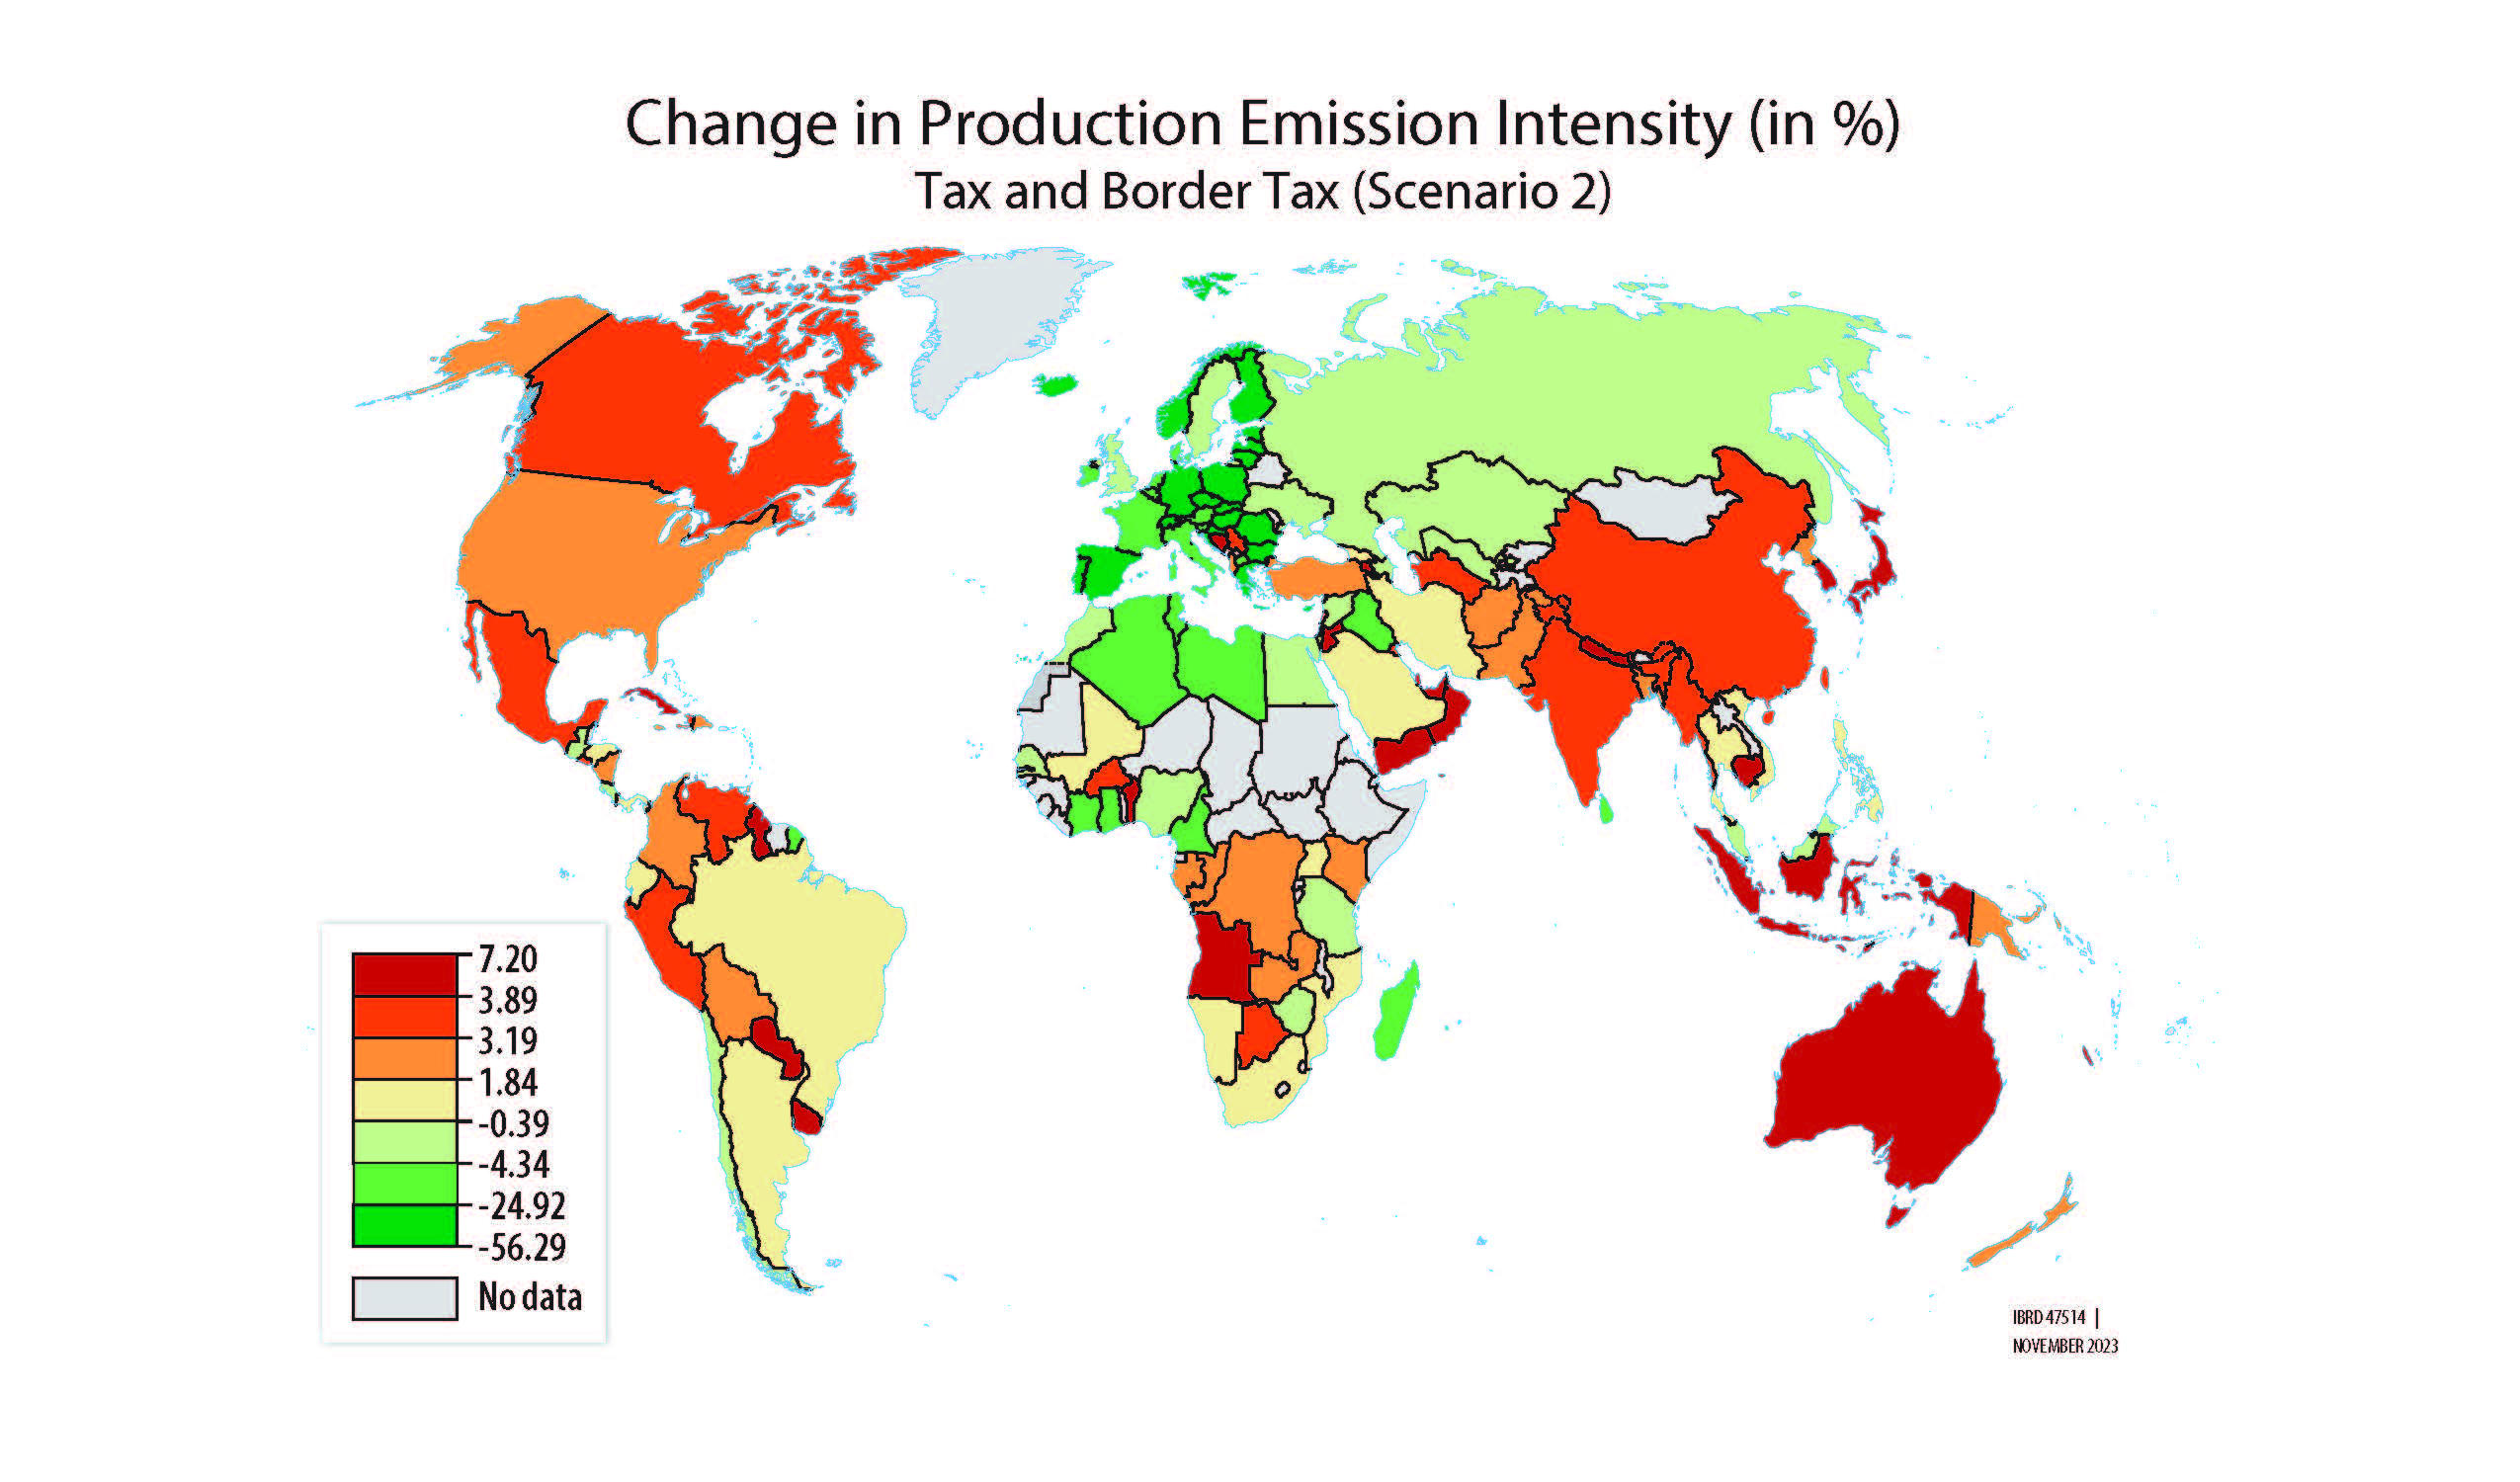 Change in Production Emission Intensity (in %)
Tax and Border Tax (Scenario 2)
7.20
3.89
3.19
1.84
-0.39
-4.34
-24.92
-56.29
No data
IBRD 47514 |
NOVEMBER 2023